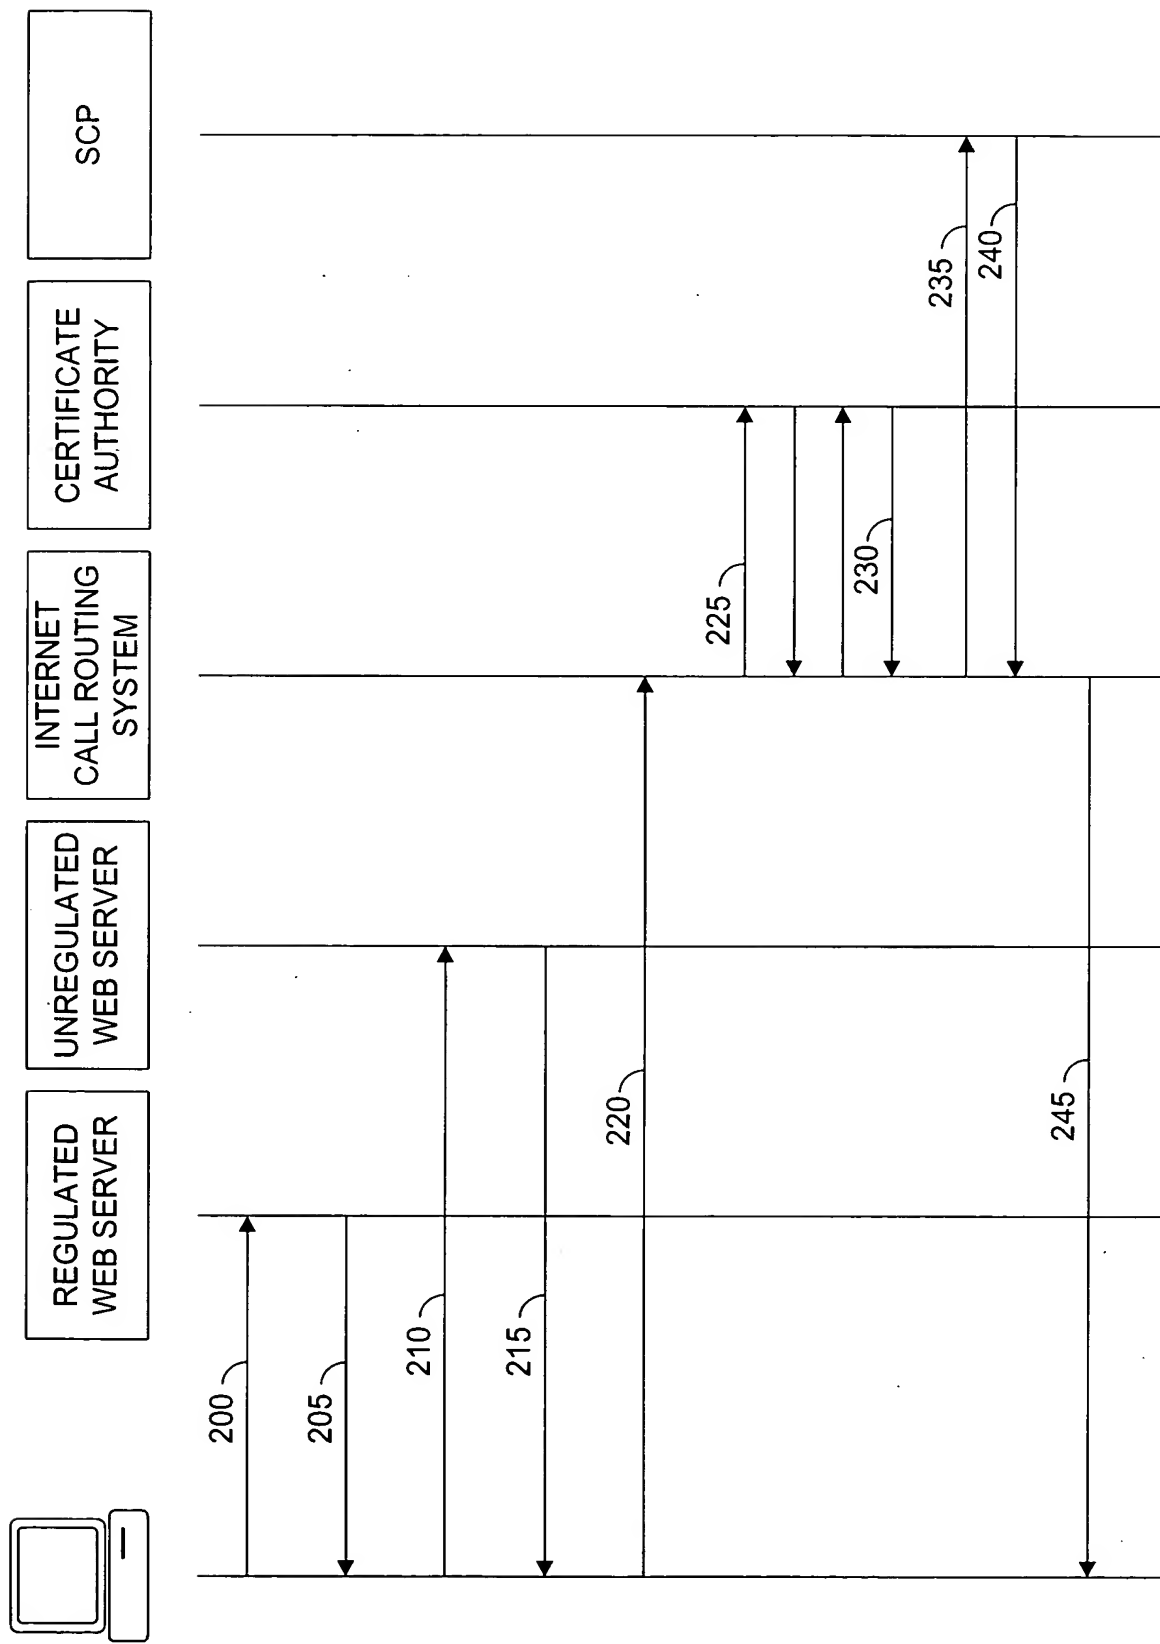 REGULATED
WEB SERVER
UNREGULATED
WEB SERVER
INTERNET
CALL ROUTING
SYSTEM
CERTIFICATE
AUTHORITY
SCP
200
205
210
215
220
225
230
235
240
245